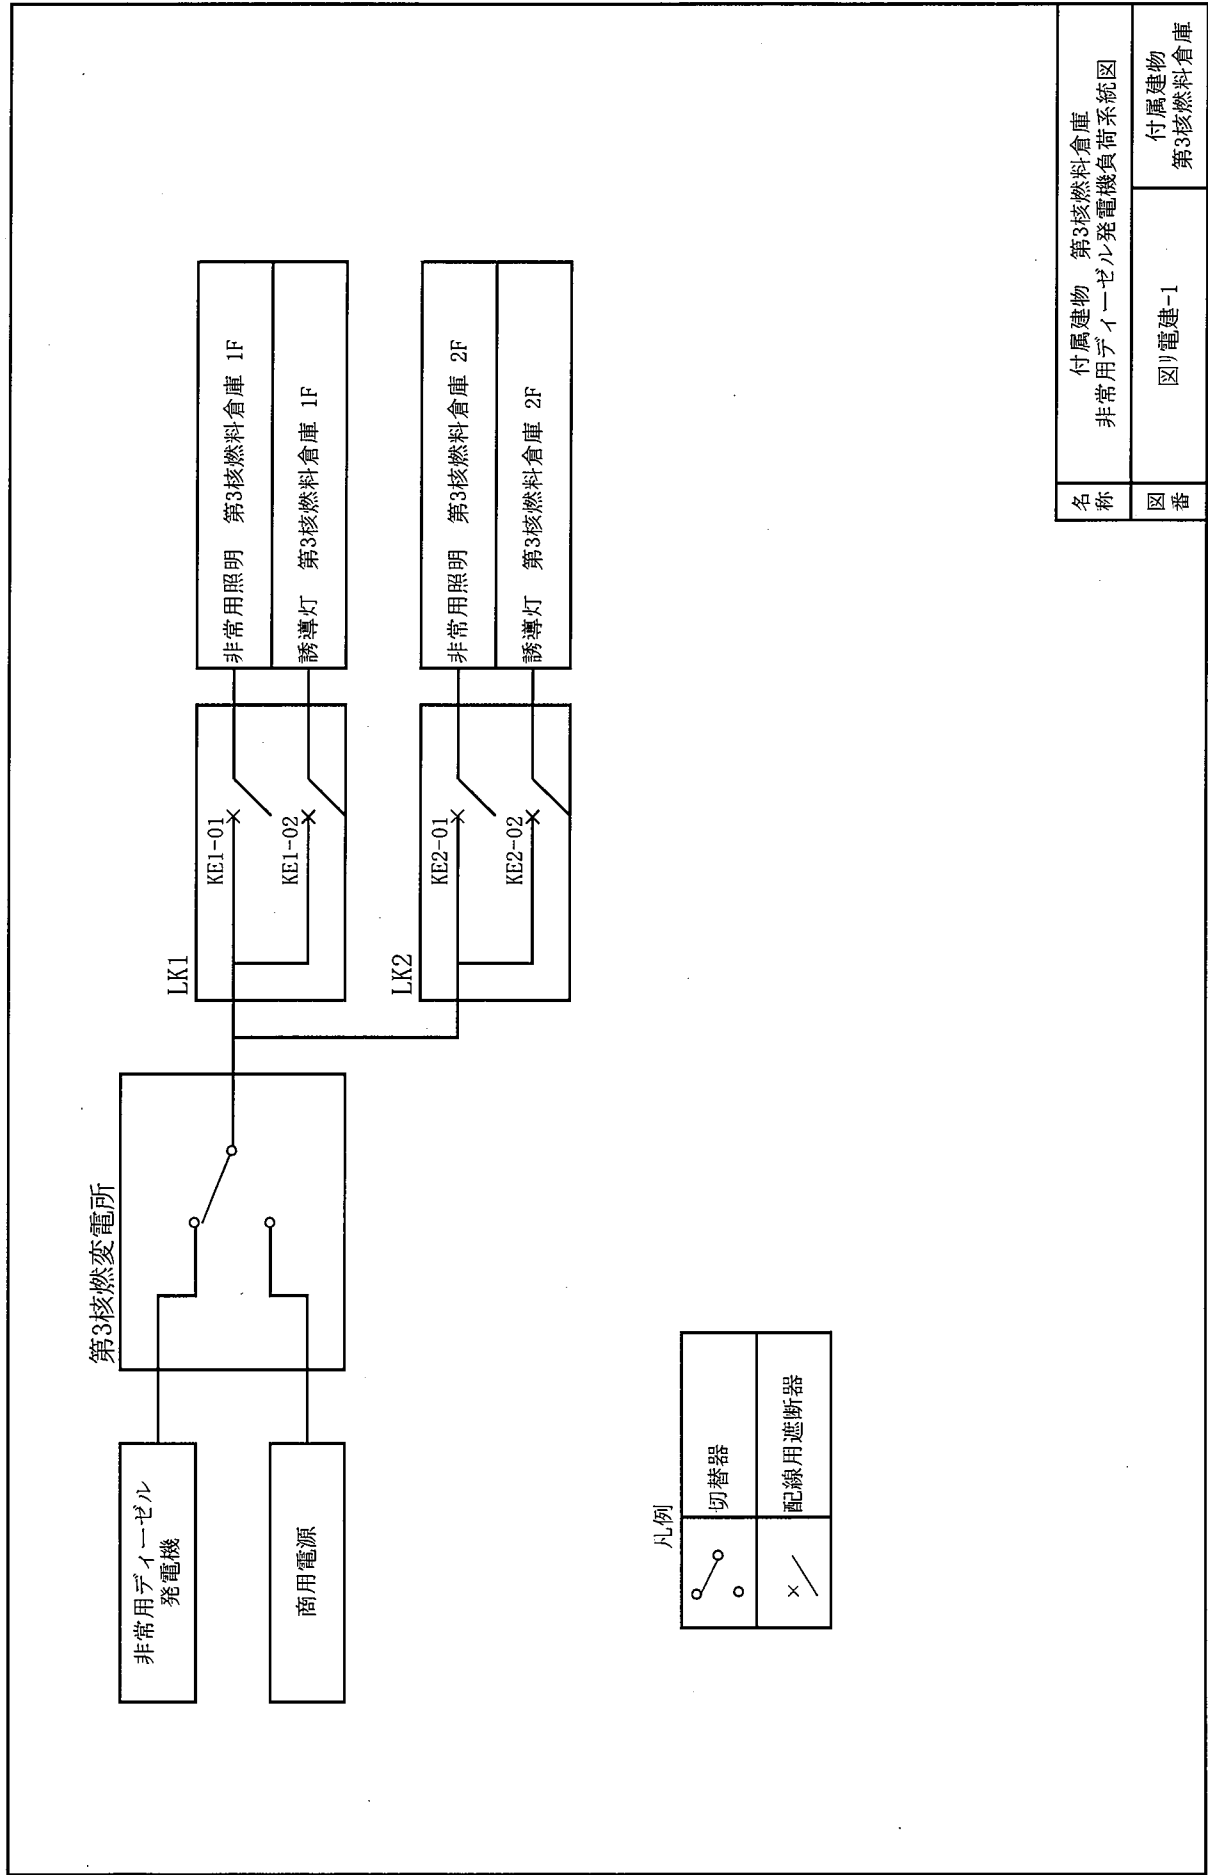 第3核燃変電所
非常用ディーゼル
発電機
商用電源
LK1
KE1-01
KE1-02
非常用照明　第3核燃料倉庫 1F
誘導灯　第3核燃料倉庫 1F
LK2
KE2-01
KE2-02
非常用照明　第3核燃料倉庫 2F
誘導灯　第3核燃料倉庫 2F
凡例
切替器
配線用遮断器
名称
付属建物　第3核燃料倉庫
非常用ディーゼル発電機負荷系統図
図番
図リ電建-1
付属建物
第3核燃料倉庫